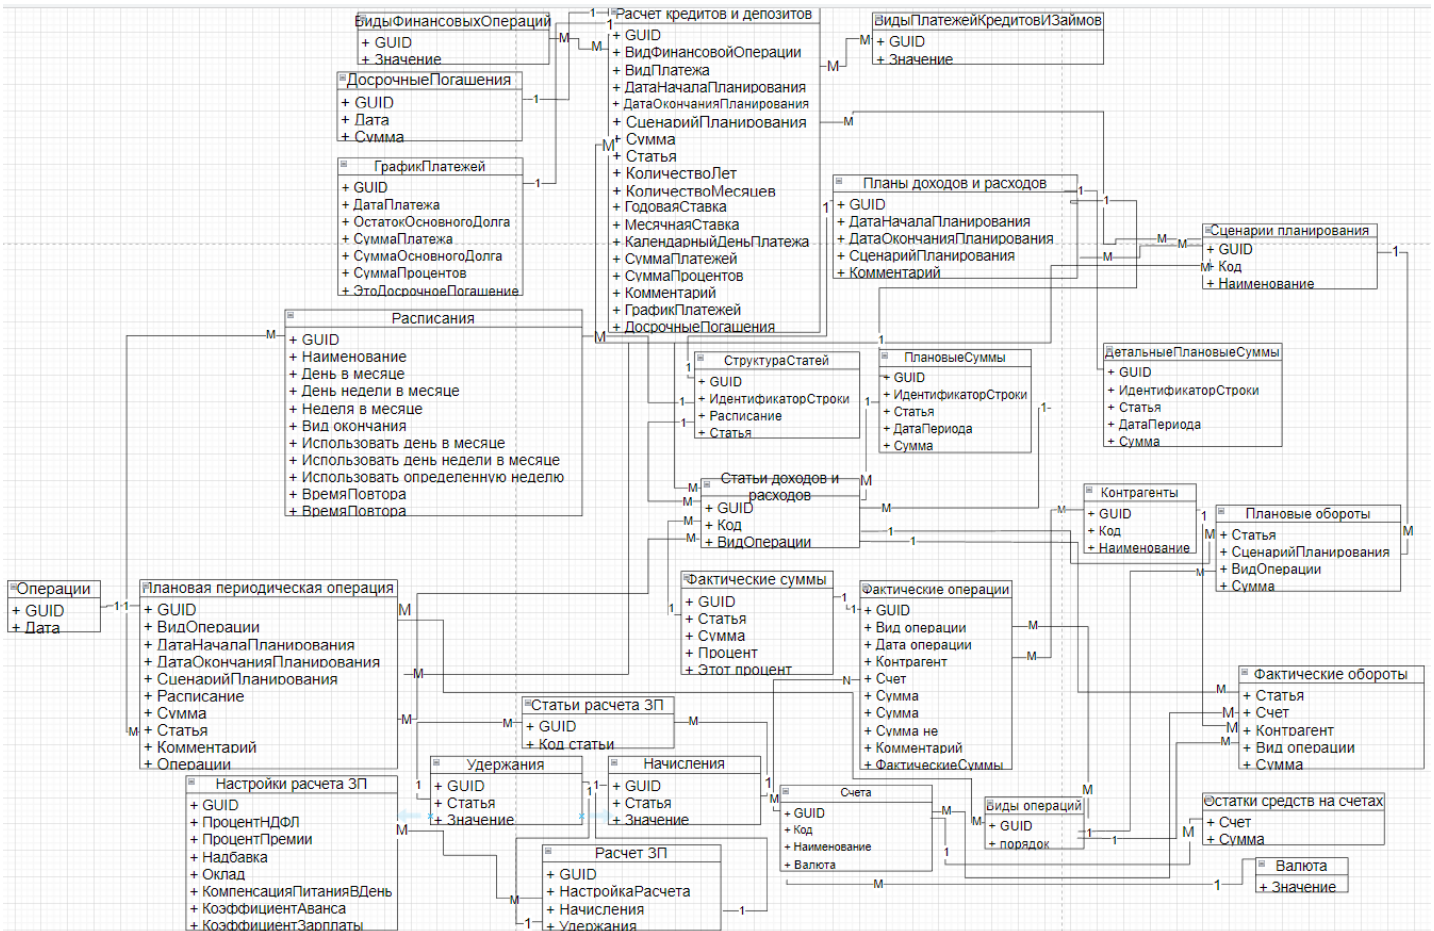 ВидыФинансовыхОпераций
+ GUID
+ Значение
ДосрочныеПогашения
+ GUID
+ Дата
+ Сумма
ГрафикПлатежей
+ GUID
+ ДатаПлатежа
+ ОстатокОсновногоДолга
+ СуммаПлатежа
+ СуммаОсновногоДолга
+ СуммаПроцентов
+ ЭтоДосрочноеПогашение
Расчет кредитов и депозитов
+ GUID
+ ВидФинансовойОперации
+ ВидПлатежа
+ ДатаНачалаПланирования
+ ДатаОкончанияПланирования
+ СценарийПланирования
+ Сумма
+ Статья
+ КоличествоЛет
+ КоличествоМесяцев
+ ГодоваяСтавка
+ МесячнаяСтавка
+ КалендарныйДеньПлатежа
+ СуммаПлатежей
+ СуммаПроцентов
+ Комментарий
+ ГрафикПлатежей
+ ДосрочныеПогашения
ВидыПлатежейКредитовИЗаймов
+ GUID
+ Значение
Планы доходов и расходов
+ GUID
+ ДатаНачалаПланирования
+ ДатаОкончанияПланирования
+ СценарийПланирования
+ Комментарий
Сценарии планирования
+ GUID
+ Код
+ Наименование
Расписания
+ GUID
+ Наименование
+ День в месяце
+ День недели в месяце
+ Неделя в месяце
+ Вид окончания
+ Использовать день в месяце
+ Использовать день недели в месяце
+ Использовать определенную неделю
+ ВремяПовтора
+ ВремяПовтора
СтруктураСтатей
+ GUID
+ ИдентификаторСтроки
+ Расписание
+ Статья
ПлановыеСуммы
+ GUID
+ ИдентификаторСтроки
+ Статья
+ ДатаПериода
+ Сумма
ДетальныеПлановыеСуммы
+ GUID
+ ИдентификаторСтроки
+ Статья
+ ДатаПериода
+ Сумма
Статьи доходов и
расходов
+ GUID
+ Код
+ ВидОперации
Контрагенты
+ GUID
+ Код
+ Наименование
Плановые обороты
+ Статья
+ СценарийПланирования
+ ВидОперации
+ Сумма
Операции
+ GUID
+ Дата
Плановая периодическая операция
+ GUID
+ ВидОперации
+ ДатаНачалаПланирования
+ ДатаОкончанияПланирования
+ СценарийПланирования
+ Расписание
+ Сумма
+ Статья
+ Комментарий
+ Операции
Фактические суммы
+ GUID
+ Статья
+ Сумма
+ Процент
+ Этот процент
Фактические операции
+ GUID
+ Вид операции
+ Дата операции
+ Контрагент
+ Счет
+ Сумма
+ Сумма
+ Сумма не
+ Комментарий
+ ФактическиеСуммы
Фактические обороты
+ Статья
+ Счет
+ Контрагент
+ Вид операции
+ Сумма
Статьи расчета ЗП
+ GUID
+ Код статьи
Удержания
+ GUID
+ Статья
+ Значение
Начисления
+ GUID
+ Статья
+ Значение
Настройки расчета ЗП
+ GUID
+ ПроцентНДФЛ
+ ПроцентПремии
+ Надбавка
+ Оклад
+ КомпенсацияПитанияВДень
+ КоэффициентАванса
+ КоэффициентЗарплаты
Расчет ЗП
+ GUID
+ НастройкаРасчета
+ Начисления
+ Удержания
Счета
+ GUID
+ Код
+ Наименование
+ Валюта
Виды операций
+ GUID
+ порядок
Остатки средств на счетах
+ Счет
+ Сумма
Валюта
+ Значение